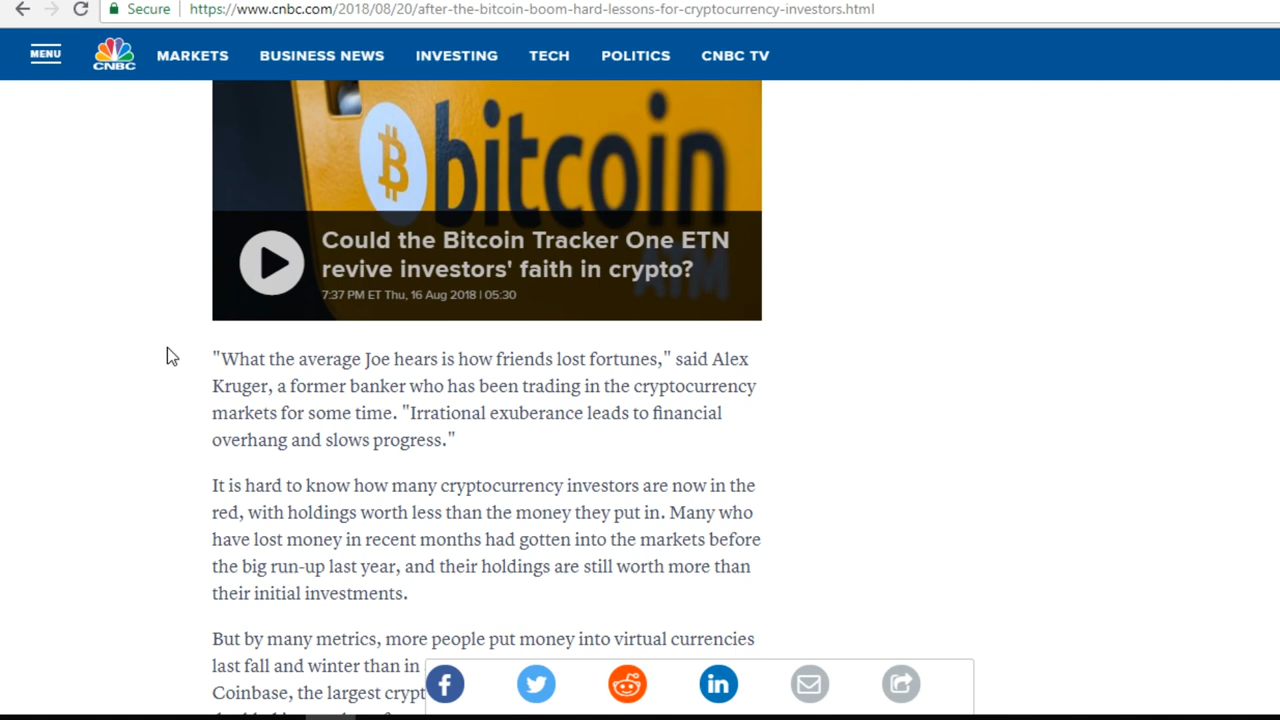 Secure https://www.cnbc.com/2018/08/20/after-the-bitcoin-boom-hard-lessons-for-cryptocurrency-investors.html
MENU CNBC MARKETS BUSINESS NEWS INVESTING TECH POLITICS CNBC TV
bitcoin
ATM
Could the Bitcoin Tracker One ETN
revive investors' faith in crypto?
7:37 PM ET Thu, 16 Aug 2018 | 05:30
"What the average Joe hears is how friends lost fortunes," said Alex
Kruger, a former banker who has been trading in the cryptocurrency
markets for some time. "Irrational exuberance leads to financial
overhang and slows progress."
It is hard to know how many cryptocurrency investors are now in the
red, with holdings worth less than the money they put in. Many who
have lost money in recent months had gotten into the markets before
the big run-up last year, and their holdings are still worth more than
their initial investments.
But by many metrics, more people put money into virtual currencies
last fall and winter than in
Coinbase, the largest crypt